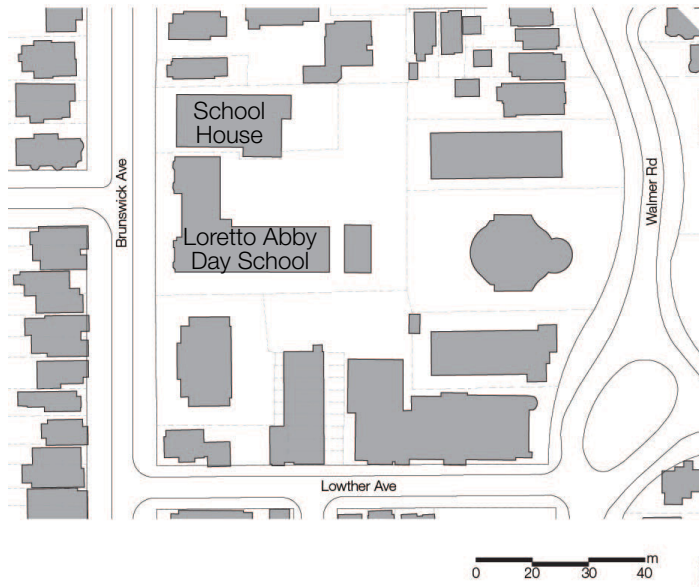 School
House
Brunswick Ave
Walmer Rd
Loretto Abby
Day School
Lowther Ave
m
0 20 30 40